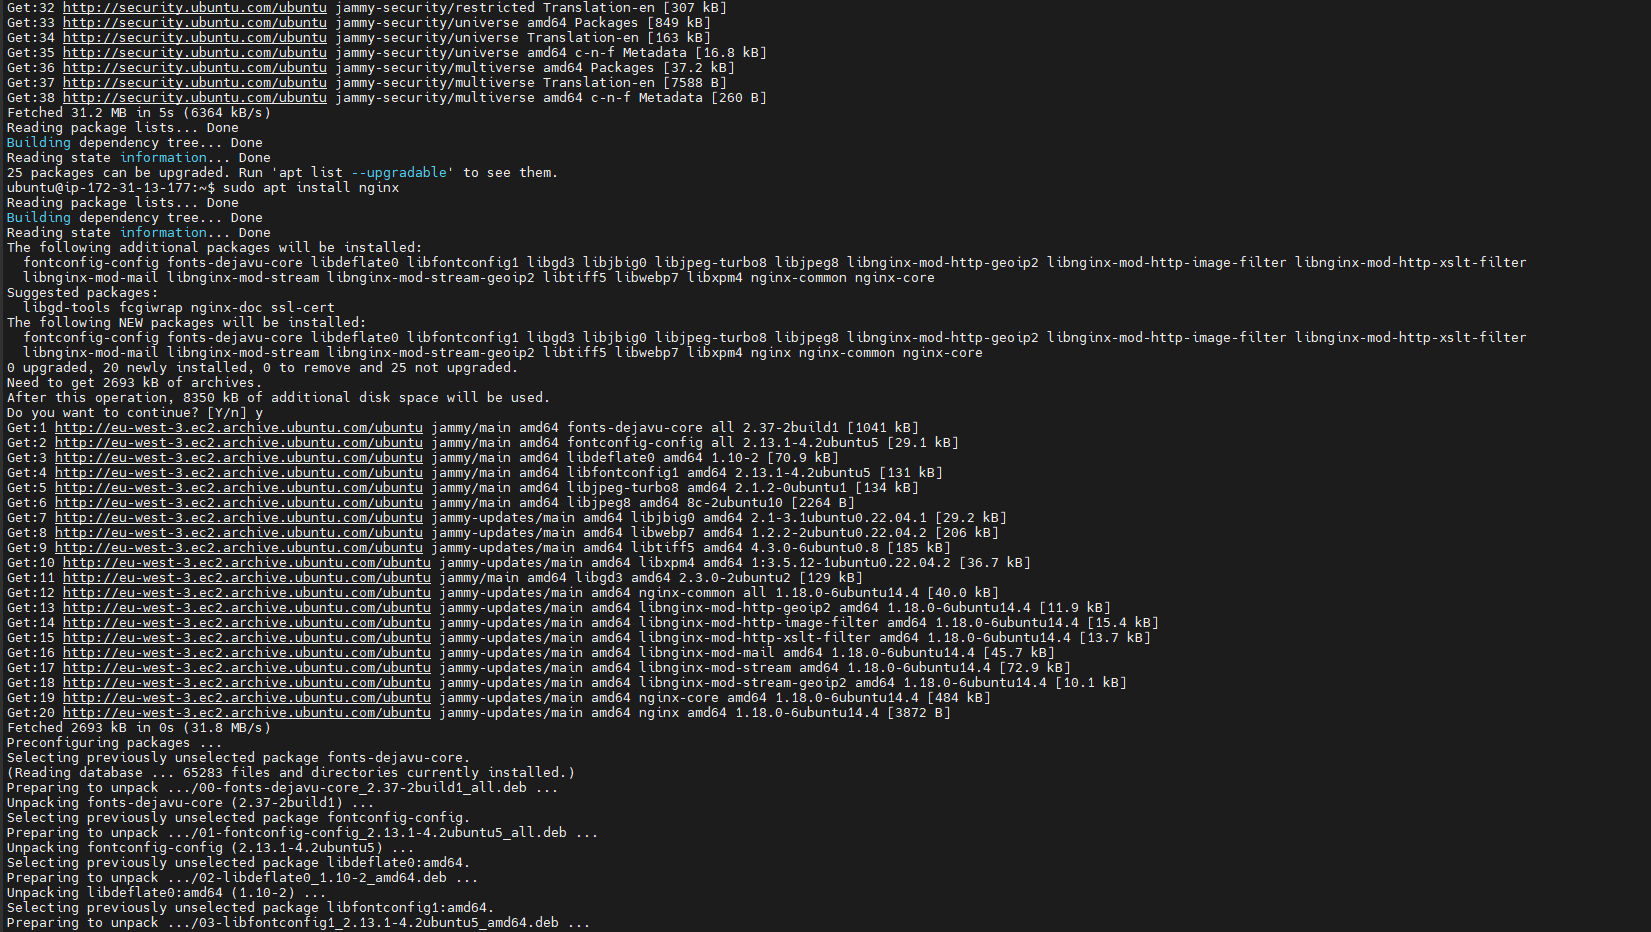 Get:32 http://security.ubuntu.com/ubuntu jammy-security/restricted Translation-en [307 kB]
Get:33 http://security.ubuntu.com/ubuntu jammy-security/universe amd64 Packages [849 kB]
Get:34 http://security.ubuntu.com/ubuntu jammy-security/universe Translation-en [163 kB]
Get:35 http://security.ubuntu.com/ubuntu jammy-security/universe amd64 c-n-f Metadata [16.8 kB]
Get:36 http://security.ubuntu.com/ubuntu jammy-security/multiverse amd64 Packages [37.2 kB]
Get:37 http://security.ubuntu.com/ubuntu jammy-security/multiverse Translation-en [7588 B]
Get:38 http://security.ubuntu.com/ubuntu jammy-security/multiverse amd64 c-n-f Metadata [260 B]
Fetched 31.2 MB in 5s (6364 kB/s)
Reading package lists... Done
Building dependency tree... Done
Reading state information... Done
25 packages can be upgraded. Run 'apt list --upgradable' to see them.
ubuntu@ip-172-31-13-177:~$ sudo apt install nginx
Reading package lists... Done
Building dependency tree... Done
Reading state information... Done
The following additional packages will be installed:
  fontconfig-config fonts-dejavu-core libdeflate0 libfontconfig1 libgd3 libjbig0 libjpeg-turbo8 libjpeg8 libnginx-mod-http-geoip2 libnginx-mod-http-image-filter libnginx-mod-http-xslt-filter
  libnginx-mod-mail libnginx-mod-stream libnginx-mod-stream-geoip2 libtiff5 libwebp7 libxpm4 nginx-common nginx-core
Suggested packages:
  libgd-tools fcgiwrap nginx-doc ssl-cert
The following NEW packages will be installed:
  fontconfig-config fonts-dejavu-core libdeflate0 libfontconfig1 libgd3 libjbig0 libjpeg-turbo8 libjpeg8 libnginx-mod-http-geoip2 libnginx-mod-http-image-filter libnginx-mod-http-xslt-filter
  libnginx-mod-mail libnginx-mod-stream libnginx-mod-stream-geoip2 libtiff5 libwebp7 libxpm4 nginx nginx-common nginx-core
0 upgraded, 20 newly installed, 0 to remove and 25 not upgraded.
Need to get 2693 kB of archives.
After this operation, 8350 kB of additional disk space will be used.
Do you want to continue? [Y/n] y
Get:1 http://eu-west-3.ec2.archive.ubuntu.com/ubuntu jammy/main amd64 fonts-dejavu-core all 2.37-2build1 [1041 kB]
Get:2 http://eu-west-3.ec2.archive.ubuntu.com/ubuntu jammy/main amd64 fontconfig-config all 2.13.1-4.2ubuntu5 [29.1 kB]
Get:3 http://eu-west-3.ec2.archive.ubuntu.com/ubuntu jammy/main amd64 libdeflate0 amd64 1.10-2 [70.9 kB]
Get:4 http://eu-west-3.ec2.archive.ubuntu.com/ubuntu jammy/main amd64 libfontconfig1 amd64 2.13.1-4.2ubuntu5 [131 kB]
Get:5 http://eu-west-3.ec2.archive.ubuntu.com/ubuntu jammy/main amd64 libjpeg-turbo8 amd64 2.1.2-0ubuntu1 [134 kB]
Get:6 http://eu-west-3.ec2.archive.ubuntu.com/ubuntu jammy/main amd64 libjpeg8 amd64 8c-2ubuntu10 [2264 B]
Get:7 http://eu-west-3.ec2.archive.ubuntu.com/ubuntu jammy-updates/main amd64 libjbig0 amd64 2.1-3.1ubuntu0.22.04.1 [29.2 kB]
Get:8 http://eu-west-3.ec2.archive.ubuntu.com/ubuntu jammy-updates/main amd64 libwebp7 amd64 1.2.2-2ubuntu0.22.04.2 [206 kB]
Get:9 http://eu-west-3.ec2.archive.ubuntu.com/ubuntu jammy-updates/main amd64 libtiff5 amd64 4.3.0-6ubuntu0.8 [185 kB]
Get:10 http://eu-west-3.ec2.archive.ubuntu.com/ubuntu jammy-updates/main amd64 libxpm4 amd64 1:3.5.12-1ubuntu0.22.04.2 [36.7 kB]
Get:11 http://eu-west-3.ec2.archive.ubuntu.com/ubuntu jammy/main amd64 libgd3 amd64 2.3.0-2ubuntu2 [129 kB]
Get:12 http://eu-west-3.ec2.archive.ubuntu.com/ubuntu jammy-updates/main amd64 nginx-common all 1.18.0-6ubuntu14.4 [40.0 kB]
Get:13 http://eu-west-3.ec2.archive.ubuntu.com/ubuntu jammy-updates/main amd64 libnginx-mod-http-geoip2 amd64 1.18.0-6ubuntu14.4 [11.9 kB]
Get:14 http://eu-west-3.ec2.archive.ubuntu.com/ubuntu jammy-updates/main amd64 libnginx-mod-http-image-filter amd64 1.18.0-6ubuntu14.4 [15.4 kB]
Get:15 http://eu-west-3.ec2.archive.ubuntu.com/ubuntu jammy-updates/main amd64 libnginx-mod-http-xslt-filter amd64 1.18.0-6ubuntu14.4 [13.7 kB]
Get:16 http://eu-west-3.ec2.archive.ubuntu.com/ubuntu jammy-updates/main amd64 libnginx-mod-mail amd64 1.18.0-6ubuntu14.4 [45.7 kB]
Get:17 http://eu-west-3.ec2.archive.ubuntu.com/ubuntu jammy-updates/main amd64 libnginx-mod-stream amd64 1.18.0-6ubuntu14.4 [72.9 kB]
Get:18 http://eu-west-3.ec2.archive.ubuntu.com/ubuntu jammy-updates/main amd64 libnginx-mod-stream-geoip2 amd64 1.18.0-6ubuntu14.4 [10.1 kB]
Get:19 http://eu-west-3.ec2.archive.ubuntu.com/ubuntu jammy-updates/main amd64 nginx-core amd64 1.18.0-6ubuntu14.4 [484 kB]
Get:20 http://eu-west-3.ec2.archive.ubuntu.com/ubuntu jammy-updates/main amd64 nginx amd64 1.18.0-6ubuntu14.4 [3872 B]
Fetched 2693 kB in 0s (31.8 MB/s)
Preconfiguring packages ...
Selecting previously unselected package fonts-dejavu-core.
(Reading database ... 65283 files and directories currently installed.)
Preparing to unpack .../00-fonts-dejavu-core_2.37-2build1_all.deb ...
Unpacking fonts-dejavu-core (2.37-2build1) ...
Selecting previously unselected package fontconfig-config.
Preparing to unpack .../01-fontconfig-config_2.13.1-4.2ubuntu5_all.deb ...
Unpacking fontconfig-config (2.13.1-4.2ubuntu5) ...
Selecting previously unselected package libdeflate0:amd64.
Preparing to unpack .../02-libdeflate0_1.10-2_amd64.deb ...
Unpacking libdeflate0:amd64 (1.10-2) ...
Selecting previously unselected package libfontconfig1:amd64.
Preparing to unpack .../03-libfontconfig1_2.13.1-4.2ubuntu5_amd64.deb ...